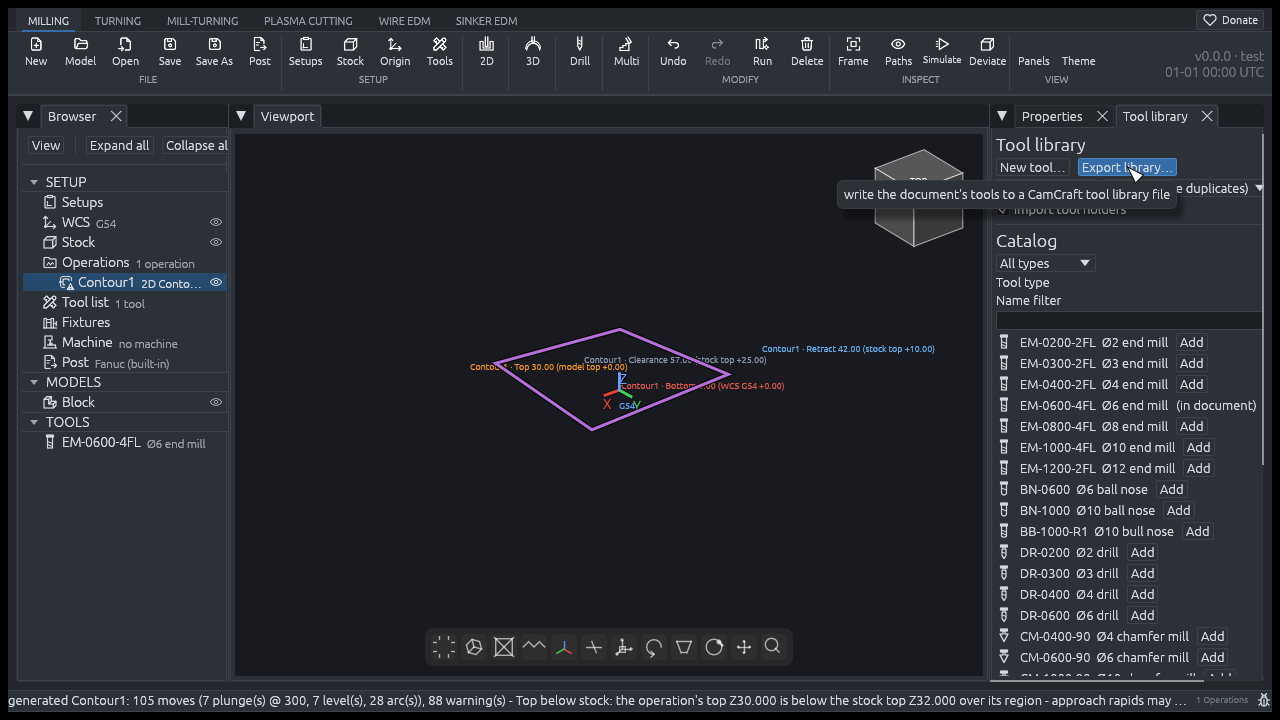 MILLING TURNING MILL-TURNING PLASMA CUTTING WIRE EDM SINKER EDM Donate
New Model Open Save Save As Post Setups Stock Origin Tools 2D 3D Drill Multi Undo Redo Run Delete Frame Paths Simulate Deviate Panels Theme
FILE SETUP MODIFY INSPECT VIEW
v0.0.0 · test
01-01 00:00 UTC
Browser Viewport Properties Tool library
View Expand all Collapse al
SETUP
Setups
WCS G54
Stock
Operations 1 operation
Contour1 2D Conto...
Tool list 1 tool
Fixtures
Machine no machine
Post Fanuc (built-in)
MODELS
Block
TOOLS
EM-0600-4FL Ø6 end mill
Contour1 · Retract 42.00 (stock top +10.00)
Contour1 · Clearance 57.00 (stock top +25.00)
Contour1 · Top 30.00 (model top +0.00)
Contour1 · Bottom 0.00 (WCS G54 +0.00)
Z
X G54 Y
Tool library
New tool... Export library...
write the document's tools to a CamCraft tool library file
e duplicates)
Import tool holders
Catalog
All types
Tool type
Name filter
EM-0200-2FL Ø2 end mill Add
EM-0300-2FL Ø3 end mill Add
EM-0400-2FL Ø4 end mill Add
EM-0600-4FL Ø6 end mill (in document)
EM-0800-4FL Ø8 end mill Add
EM-1000-4FL Ø10 end mill Add
EM-1200-2FL Ø12 end mill Add
BN-0600 Ø6 ball nose Add
BN-1000 Ø10 ball nose Add
BB-1000-R1 Ø10 bull nose Add
DR-0200 Ø2 drill Add
DR-0300 Ø3 drill Add
DR-0400 Ø4 drill Add
DR-0600 Ø6 drill Add
CM-0400-90 Ø4 chamfer mill Add
CM-0600-90 Ø6 chamfer mill Add
generated Contour1: 105 moves (7 plunge(s) @ 300, 7 level(s), 28 arc(s)), 88 warning(s) - Top below stock: the operation's top Z30.000 is below the stock top Z32.000 over its region - approach rapids may ... 1 Operations